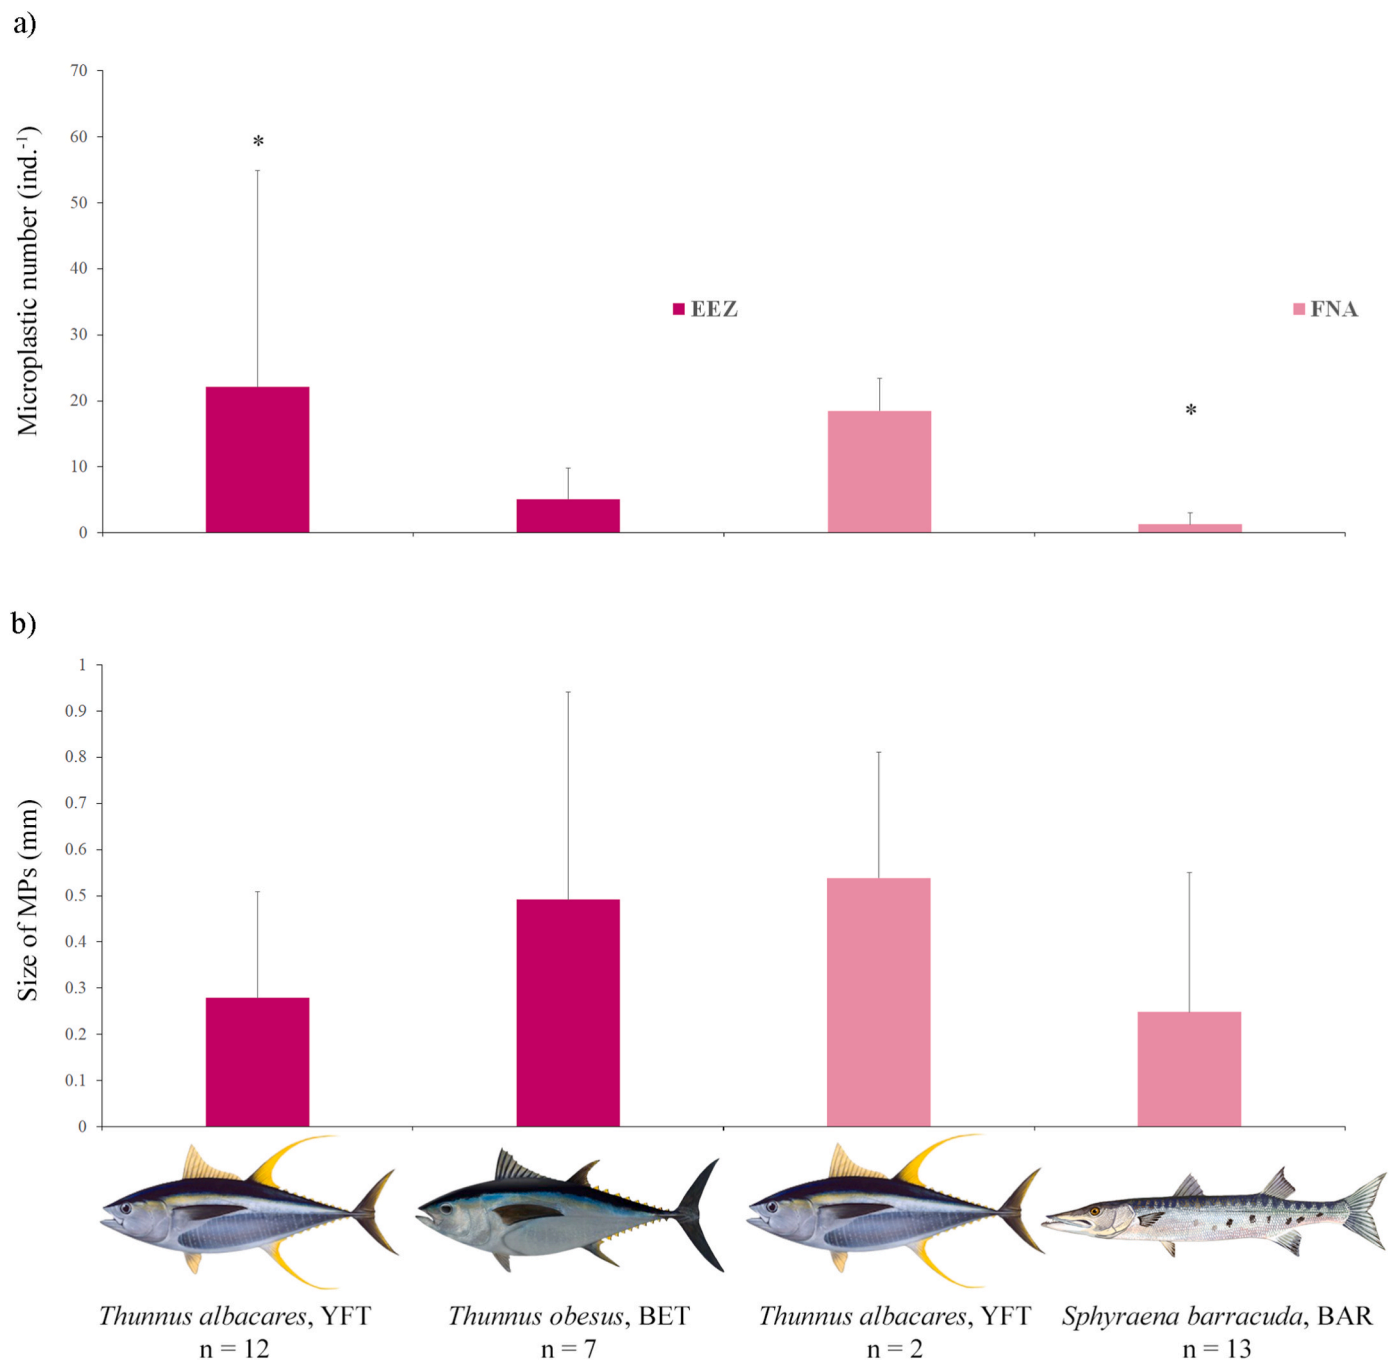 a)
Microplastic number (ind.⁻¹)
70
60
50
40
30
20
10
0
*
*
EEZ
FNA
b)
Size of MPs (mm)
1
0.9
0.8
0.7
0.6
0.5
0.4
0.3
0.2
0.1
0
Thunnus albacares, YFT
n = 12
Thunnus obesus, BET
n = 7
Thunnus albacares, YFT
n = 2
Sphyraena barracuda, BAR
n = 13